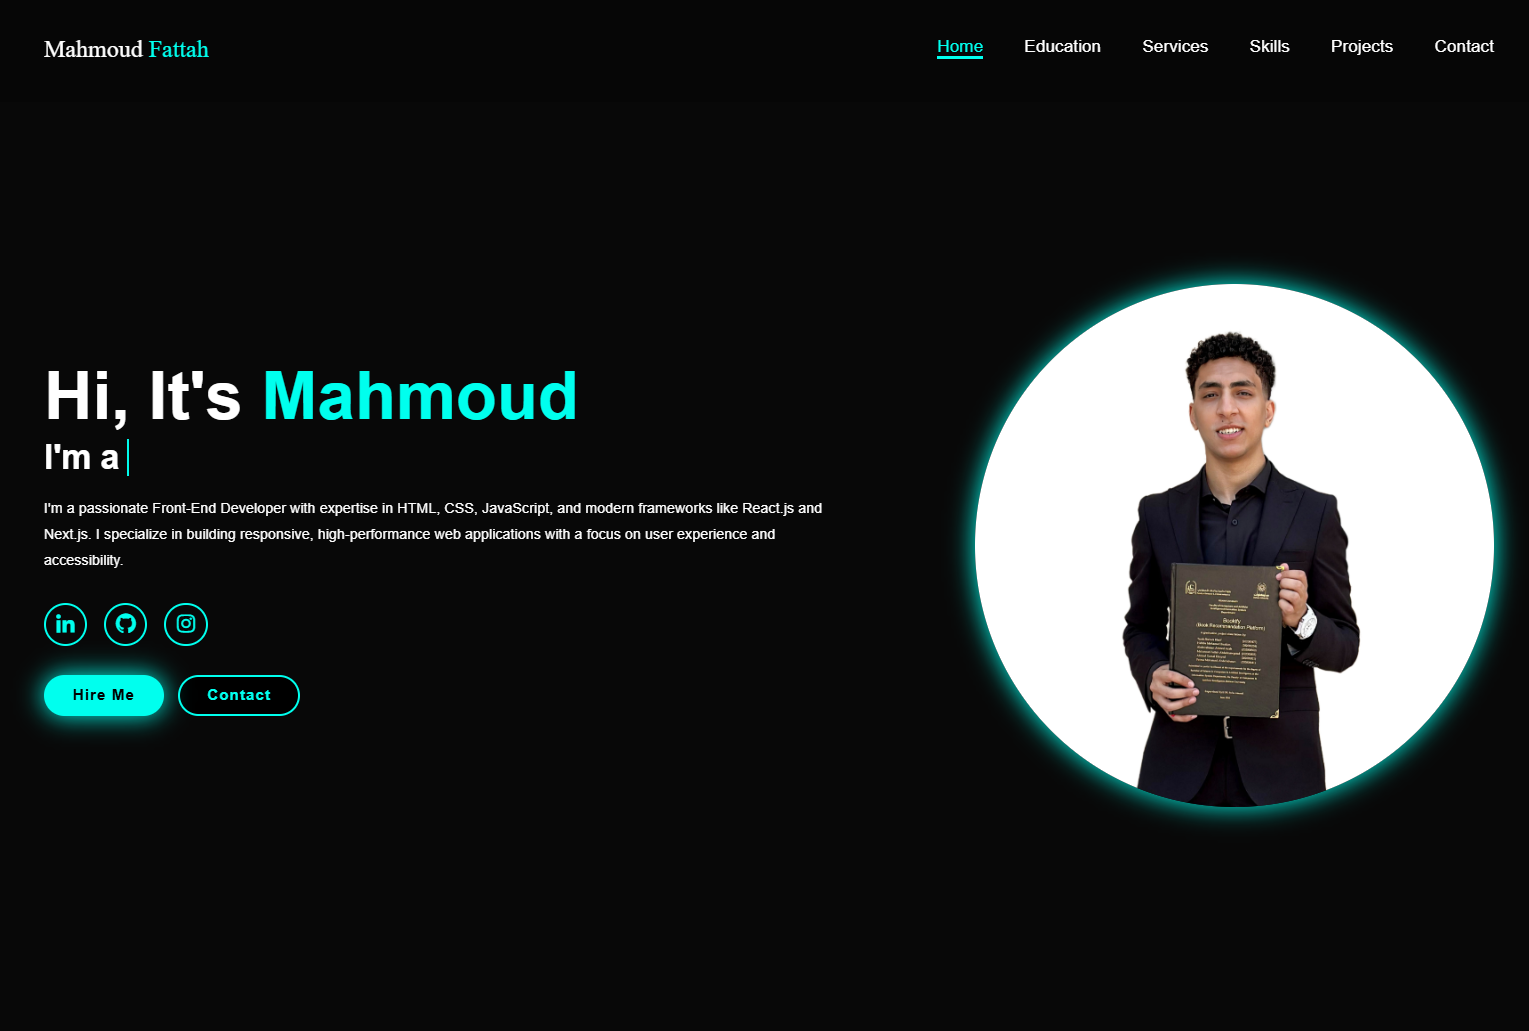 Mahmoud Fattah
Home Education Services Skills Projects Contact
Hi, It's Mahmoud
I'm a
I'm a passionate Front-End Developer with expertise in HTML, CSS, JavaScript, and modern frameworks like React.js and
Next.js. I specialize in building responsive, high-performance web applications with a focus on user experience and
accessibility.
in
Hire Me Contact
Bookify
(Book Recommendation Platform)